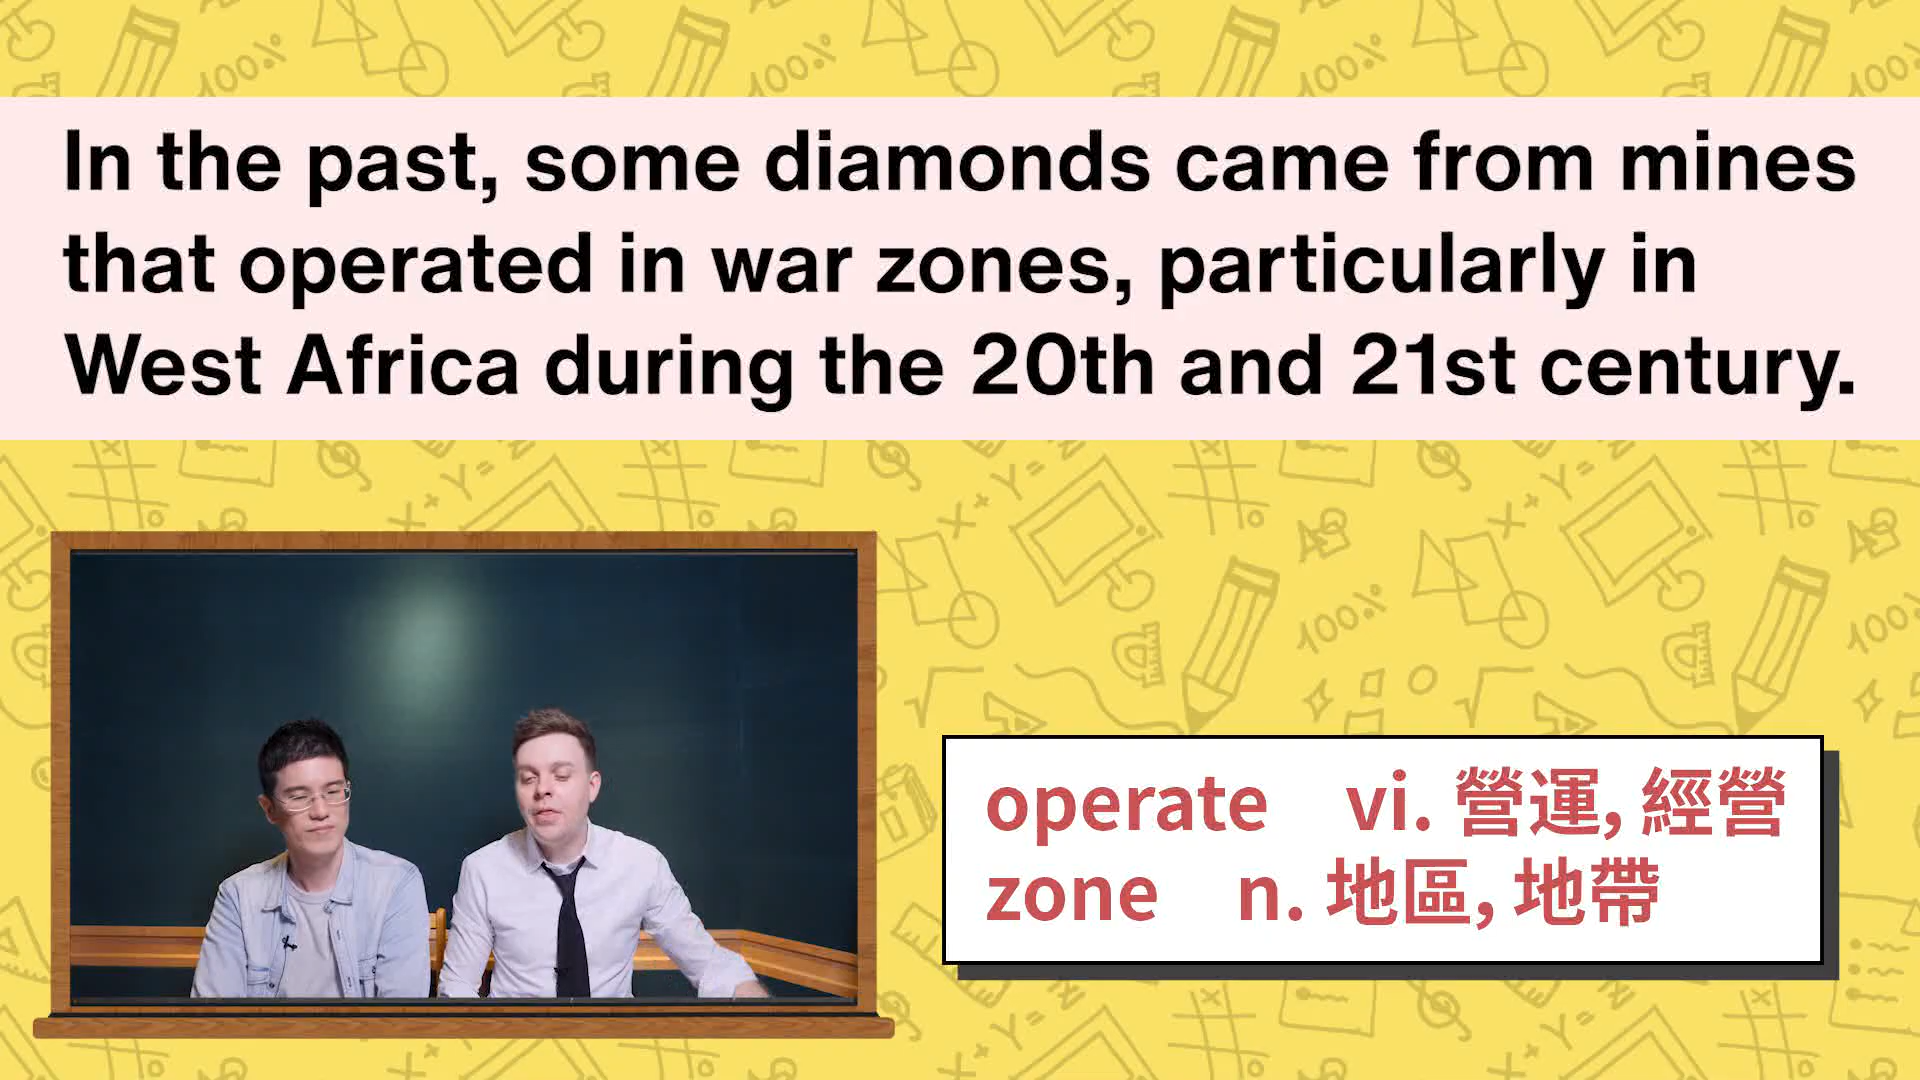 In the past, some diamonds came from mines
that operated in war zones, particularly in
West Africa during the 20th and 21st century.
operate vi. 營運, 經營
zone n. 地區, 地帶